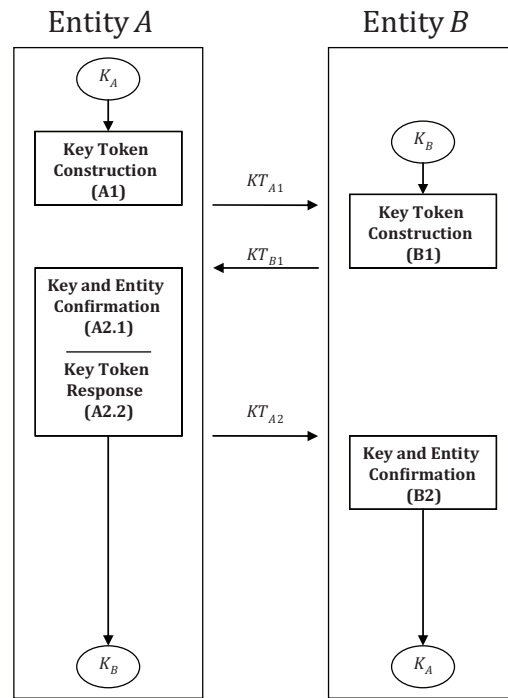 Entity A
Entity B
K_A
Key Token
Construction
(A1)
K_B
KT_A1
Key Token
Construction
(B1)
KT_B1
Key and Entity
Confirmation
(A2.1)
Key Token
Response
(A2.2)
KT_A2
Key and Entity
Confirmation
(B2)
K_B
K_A